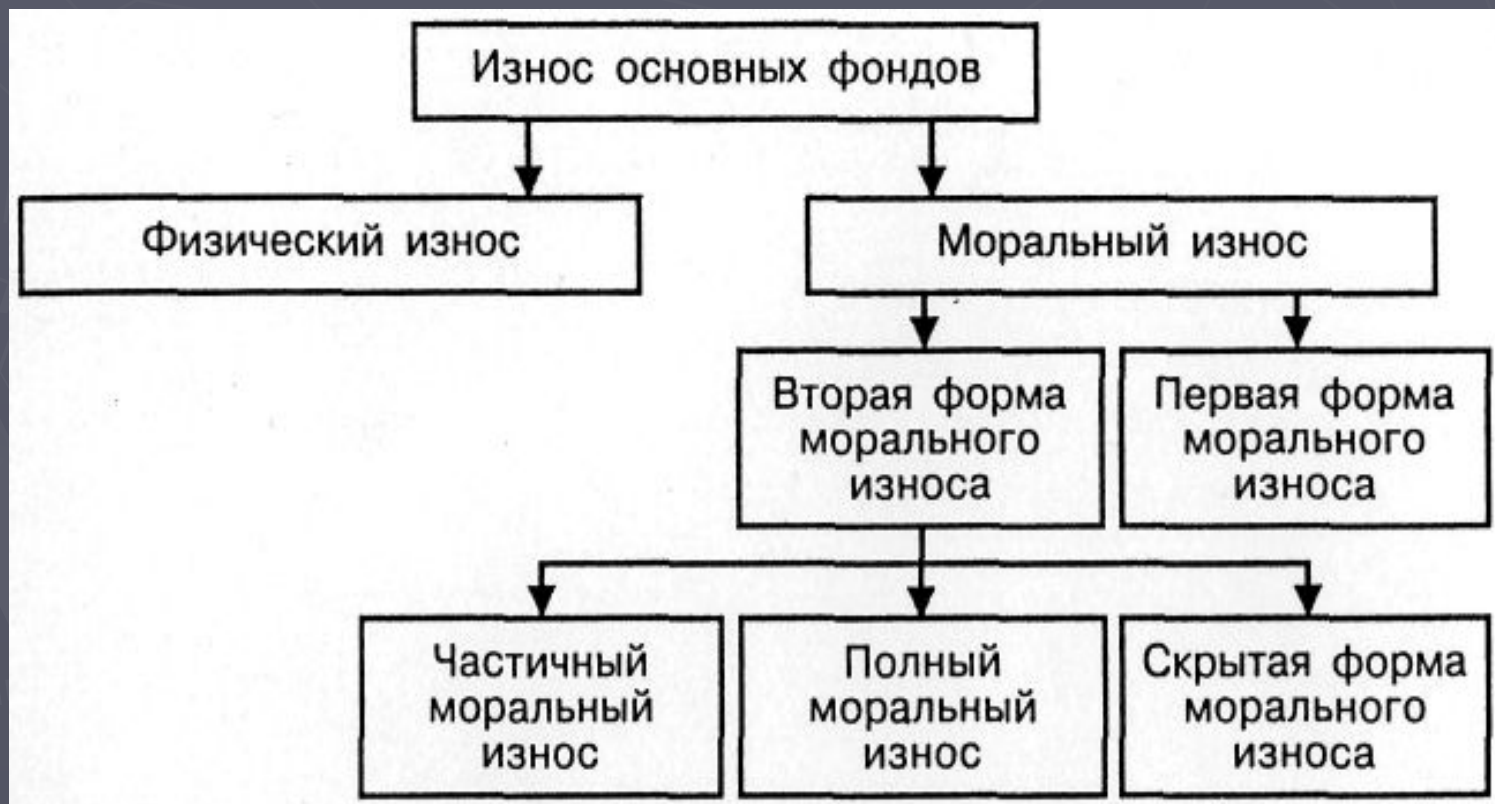 Износ основных фондов
Физический износ
Моральный износ
Вторая форма
морального
износа
Первая форма
морального
износа
Частичный
моральный
износ
Полный
моральный
износ
Скрытая форма
морального
износа